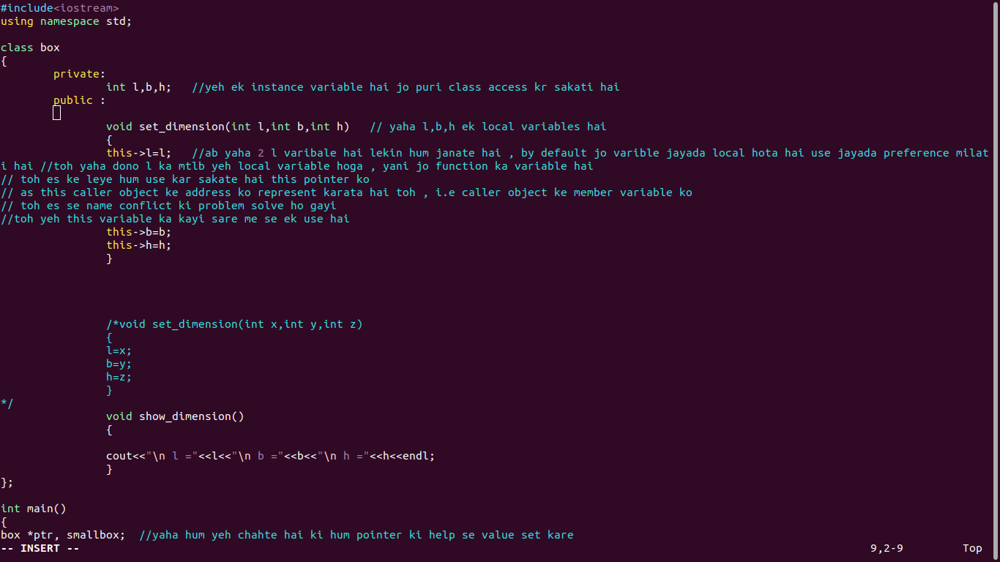 #include<iostream>
using namespace std;
class box
{
private:
int l,b,h;   //yeh ek instance variable hai jo puri class access kr sakati hai
public :
void set_dimension(int l,int b,int h)   // yaha l,b,h ek local variables hai
{
this->l=l;   //ab yaha 2 l varibale hai lekin hum janate hai , by default jo varible jayada local hota hai use jayada preference milat
i hai //toh yaha dono l ka mtlb yeh local variable hoga , yani jo function ka variable hai
// toh es ke leye hum use kar sakate hai this pointer ko
// as this caller object ke address ko represent karata hai toh , i.e caller object ke member variable ko
// toh es se name conflict ki problem solve ho gayi
//toh yeh this variable ka kayi sare me se ek use hai
this->b=b;
this->h=h;
}
/*void set_dimension(int x,int y,int z)
{
l=x;
b=y;
h=z;
}
*/
void show_dimension()
{
cout<<"\n l ="<<l<<"\n b ="<<b<<"\n h ="<<h<<endl;
}
};
int main()
{
box *ptr, smallbox;  //yaha hum yeh chahte hai ki hum pointer ki help se value set kare
-- INSERT -- 9,2-9 Top